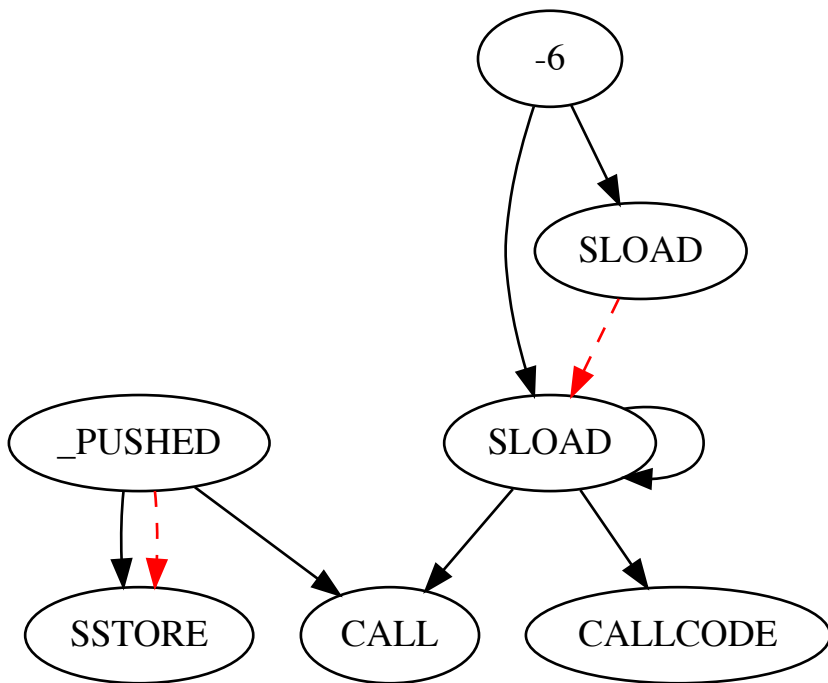 -6
SLOAD
_PUSHED
SLOAD
SSTORE
CALL
CALLCODE